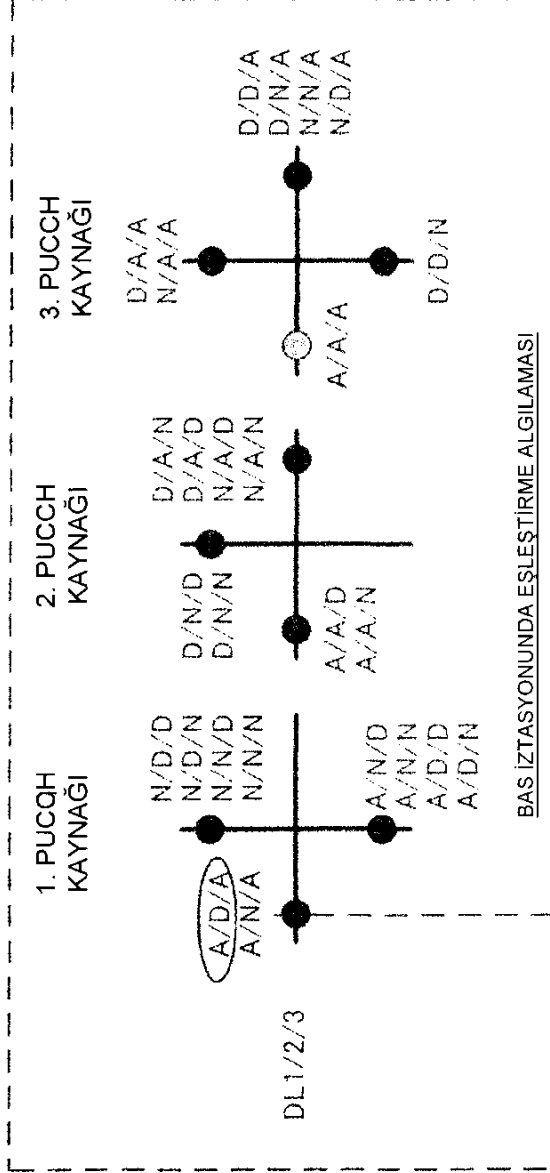 1. PUCQH
KAYNAĞI
2. PUCCH
KAYNAĞI
3. PUCCH
KAYNAĞI
DL1/2/3
A/D/A
A/N/A
N/D/D
N/D/N
N/N/D
N/N/N
A/N/D
A/N/N
A/D/D
A/D/N
D/N/D
D/N/N
D/A/N
D/A/D
N/A/D
N/A/N
A/A/D
A/A/N
D/A/A
N/A/A
D/D/A
D/N/A
N/N/A
N/D/A
A/A/A
D/D/N
BAS İZTASYONUNDA EŞLEŞTİRME ALGILAMASI